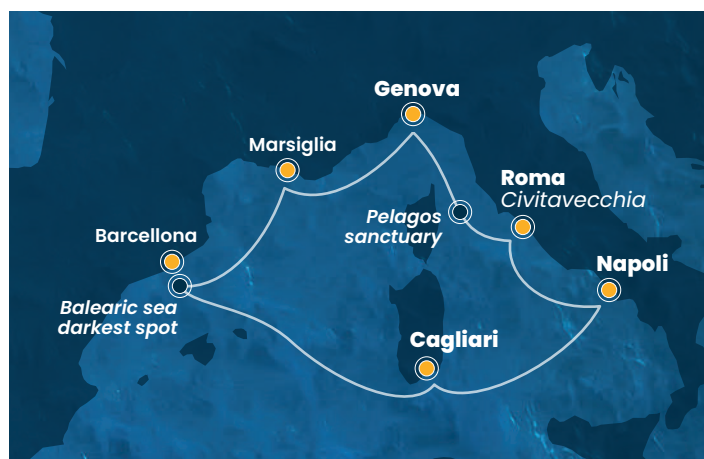 Genova
Marsiglia
Roma
Civitavecchia
Pelagos
sanctuary
Barcellona
Napoli
Balearic sea
darkest spot
Cagliari